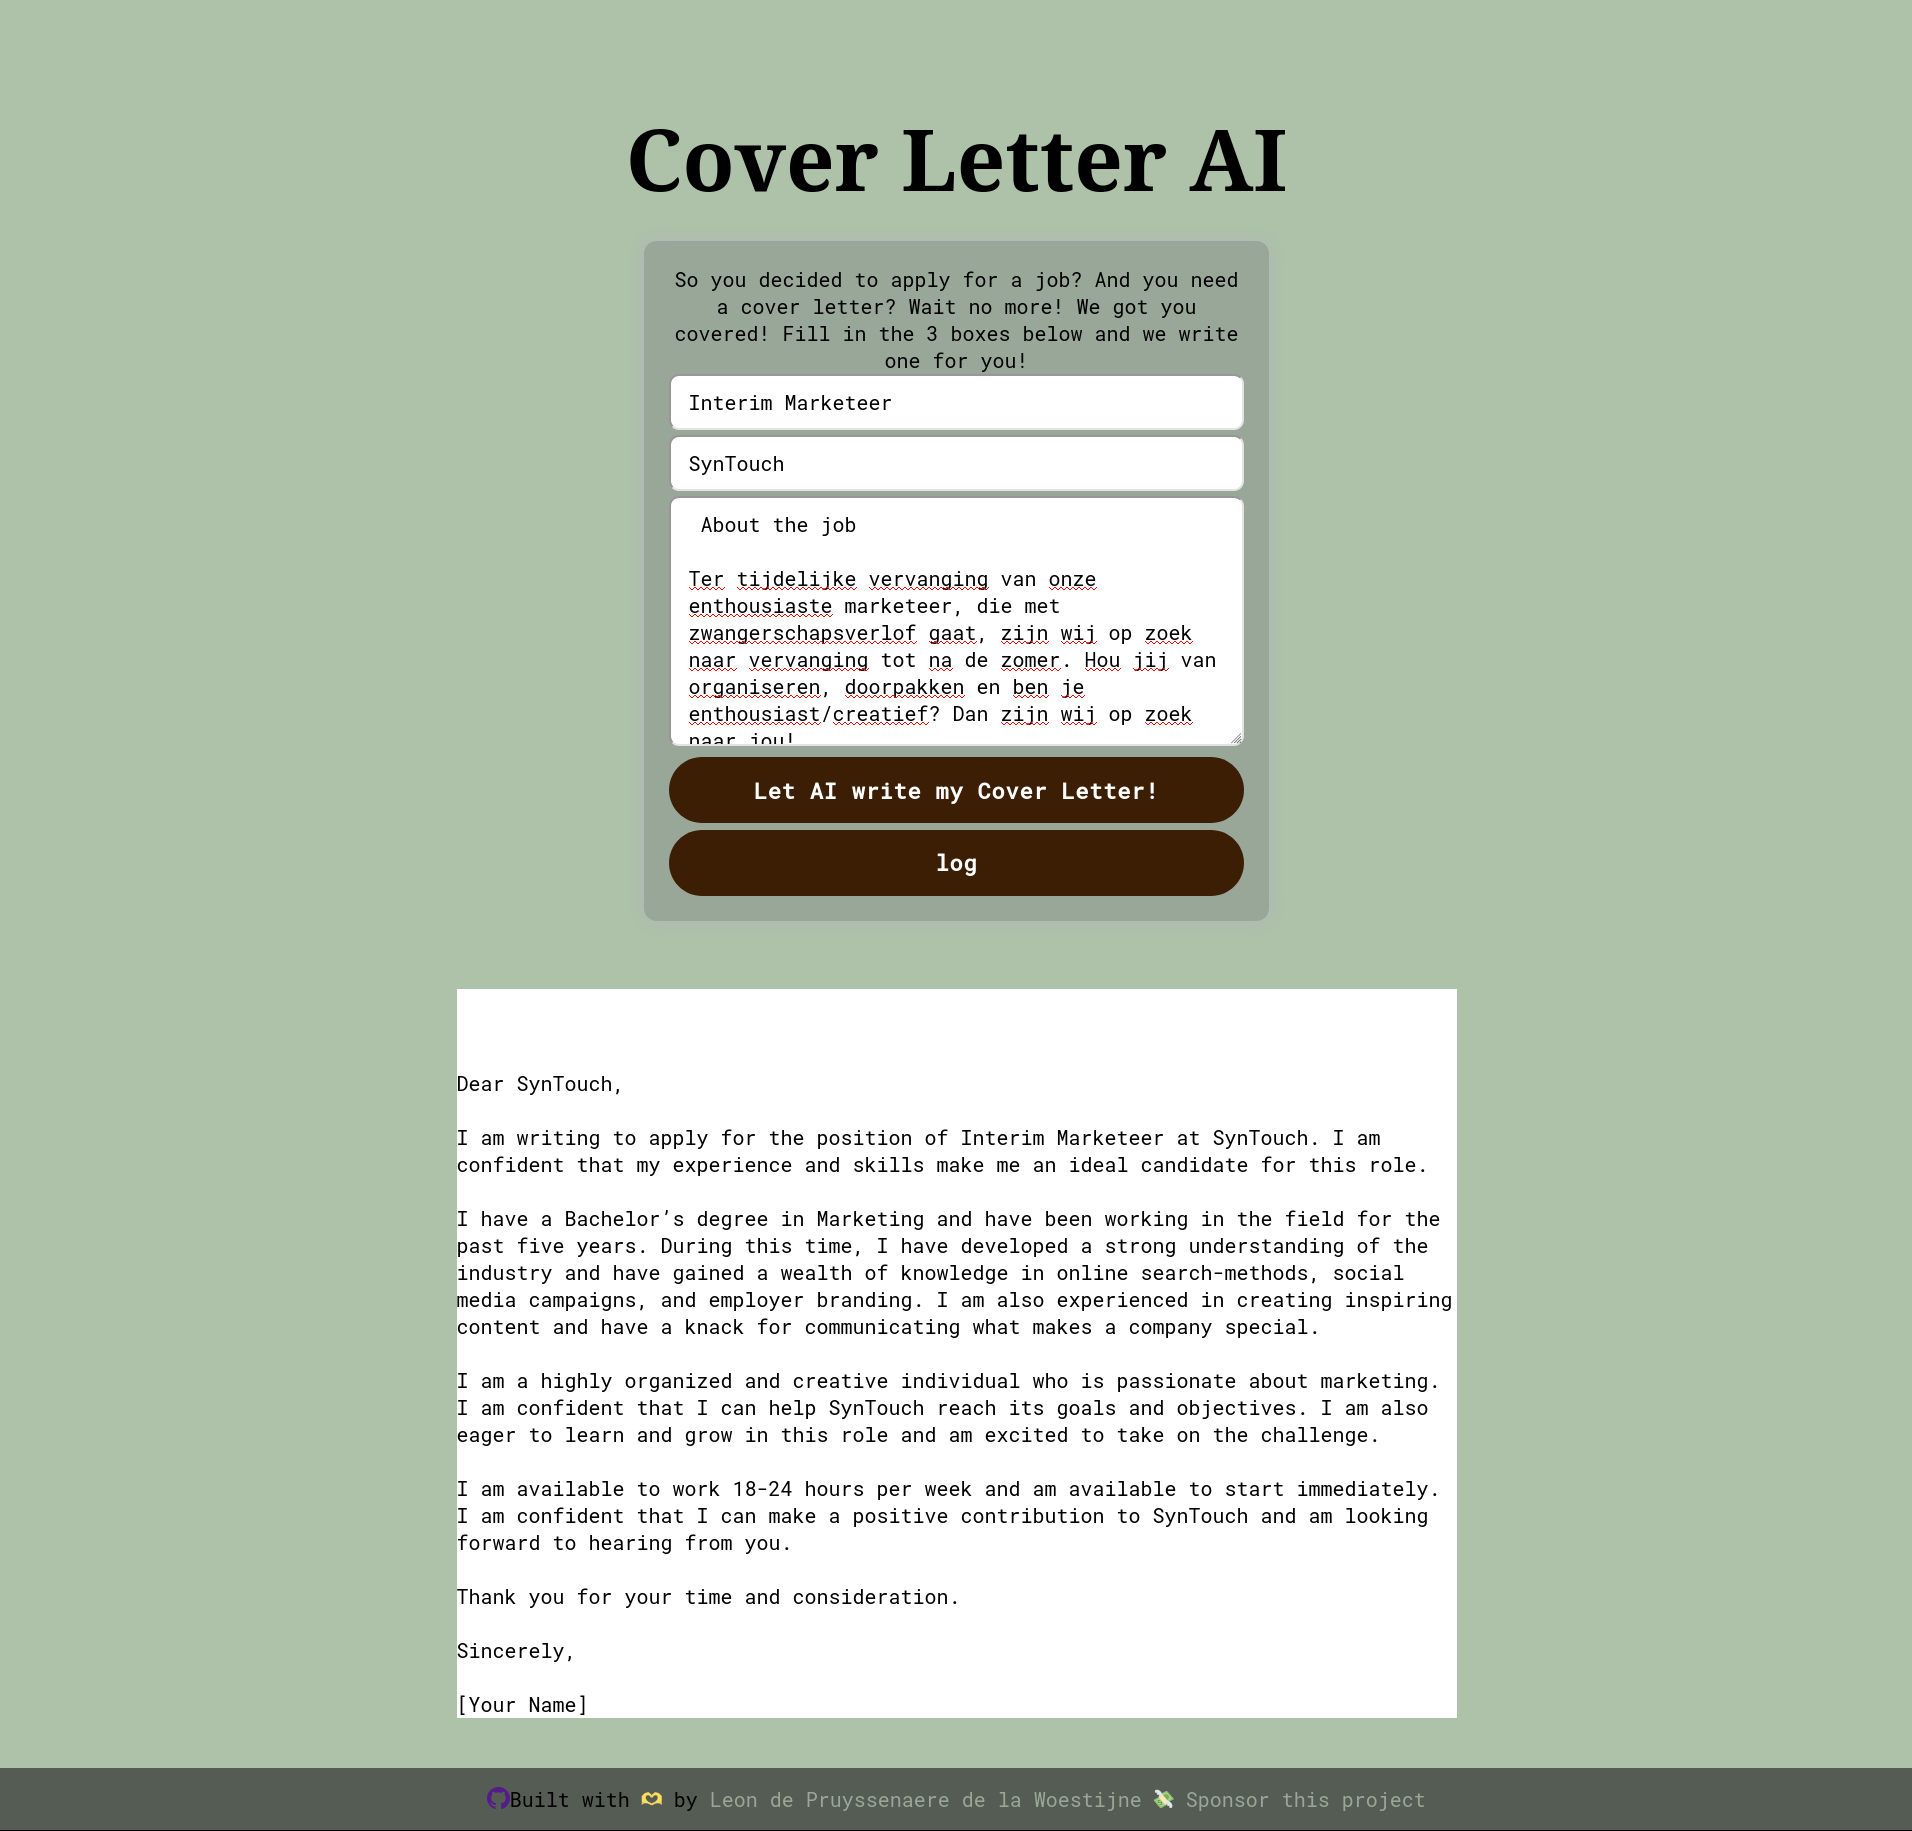 Cover Letter AI
So you decided to apply for a job? And you need
a cover letter? Wait no more! We got you
covered! Fill in the 3 boxes below and we write
one for you!
Interim Marketeer
SynTouch
About the job
Ter tijdelijke vervanging van onze
enthousiaste marketeer, die met
zwangerschapsverlof gaat, zijn wij op zoek
naar vervanging tot na de zomer. Hou jij van
organiseren, doorpakken en ben je
enthousiast/creatief? Dan zijn wij op zoek
naar jou!
Let AI write my Cover Letter!
log
Dear SynTouch,
I am writing to apply for the position of Interim Marketeer at SynTouch. I am
confident that my experience and skills make me an ideal candidate for this role.
I have a Bachelor’s degree in Marketing and have been working in the field for the
past five years. During this time, I have developed a strong understanding of the
industry and have gained a wealth of knowledge in online search-methods, social
media campaigns, and employer branding. I am also experienced in creating inspiring
content and have a knack for communicating what makes a company special.
I am a highly organized and creative individual who is passionate about marketing.
I am confident that I can help SynTouch reach its goals and objectives. I am also
eager to learn and grow in this role and am excited to take on the challenge.
I am available to work 18-24 hours per week and am available to start immediately.
I am confident that I can make a positive contribution to SynTouch and am looking
forward to hearing from you.
Thank you for your time and consideration.
Sincerely,
[Your Name]
Built with 🫶 by Leon de Pruyssenaere de la Woestijne 💸 Sponsor this project